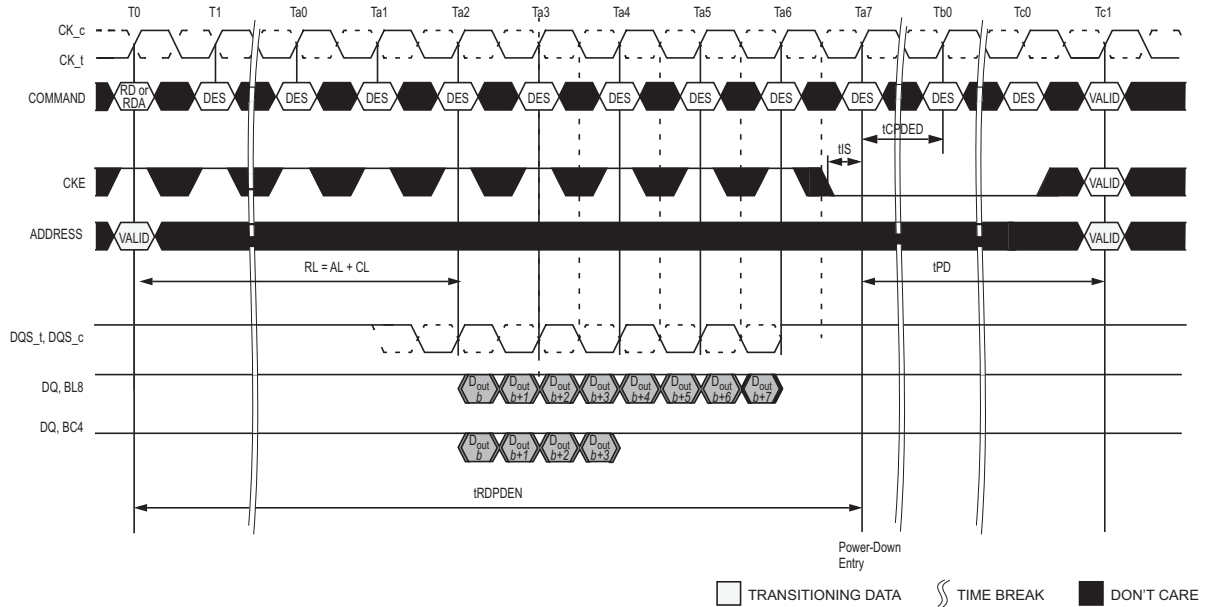 T0 T1 Ta0 Ta1 Ta2 Ta3 Ta4 Ta5 Ta6 Ta7 Tb0 Tc0 Tc1
CK_c
CK_t
COMMAND RD or RDA DES DES DES DES DES DES DES DES DES DES DES VALID
tCPDED
tIS
CKE VALID
ADDRESS VALID VALID
RL = AL + CL tPD
DQS_t, DQS_c
DQ, BL8 Dout b Dout b+1 Dout b+2 Dout b+3 Dout b+4 Dout b+5 Dout b+6 Dout b+7
DQ, BC4 Dout b Dout b+1 Dout b+2 Dout b+3
tRDPDEN
Power-Down
Entry
TRANSITIONING DATA TIME BREAK DON'T CARE